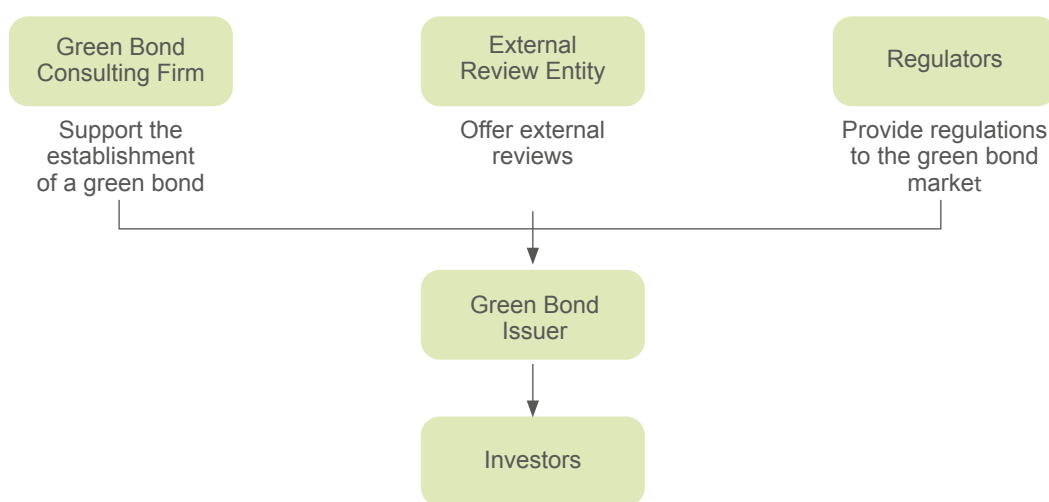 Green Bond
Consulting Firm
External
Review Entity
Regulators
Support the
establishment
of a green bond
Offer external
reviews
Provide regulations
to the green bond
market
Green Bond
Issuer
Investors